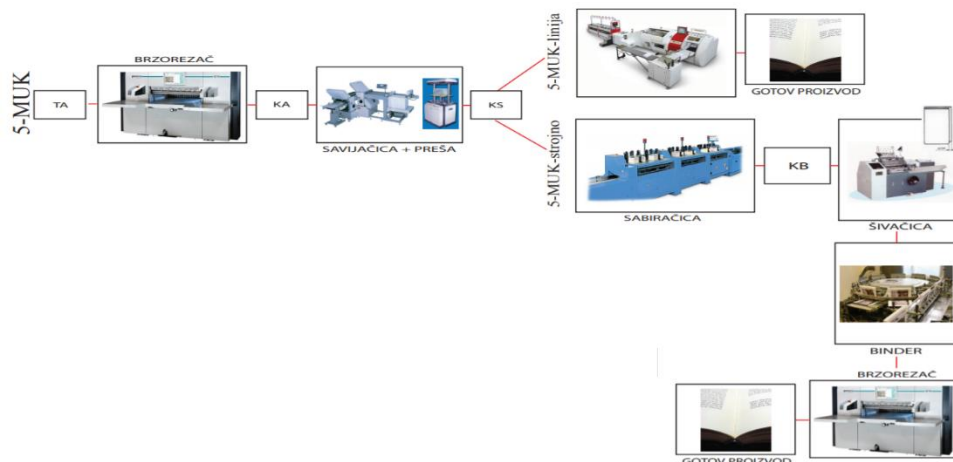 5-MUK
TA
BRZOREZAČ
KA
SAVIJAČICA + PREŠA
KS
5-MUK-linija
GOTOV PROIZVOD
5-MUK-strojno
SABIRAČICA
KB
ŠIVAČICA
BINDER
BRZOREZAČ
GOTOV PROIZVOD